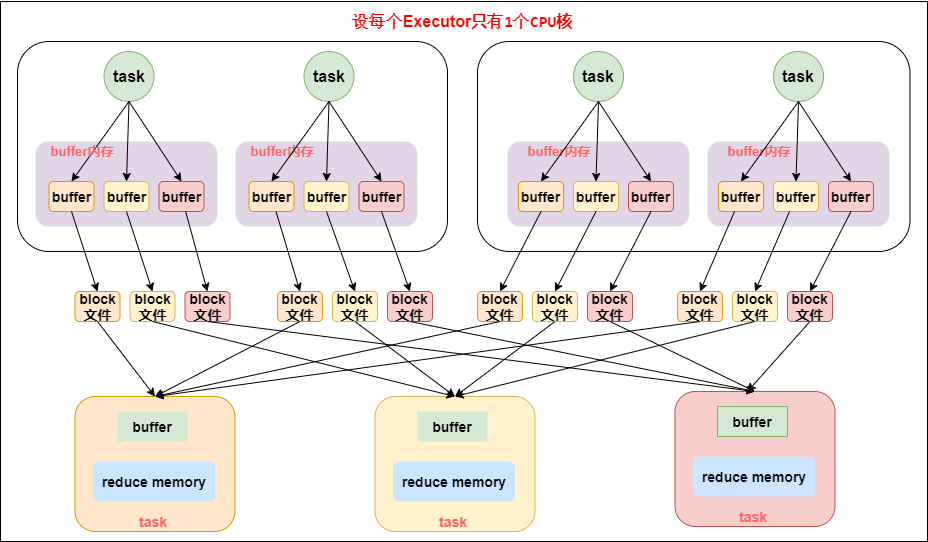 设每个Executor只有1个CPU核
task
task
task
task
buffer内存
buffer内存
buffer内存
buffer内存
buffer
buffer
buffer
buffer
buffer
buffer
buffer
buffer
buffer
buffer
buffer
buffer
block
文件
block
文件
block
文件
block
文件
block
文件
block
文件
block
文件
block
文件
block
文件
block
文件
block
文件
block
文件
buffer
reduce memory
task
buffer
reduce memory
task
buffer
reduce memory
task